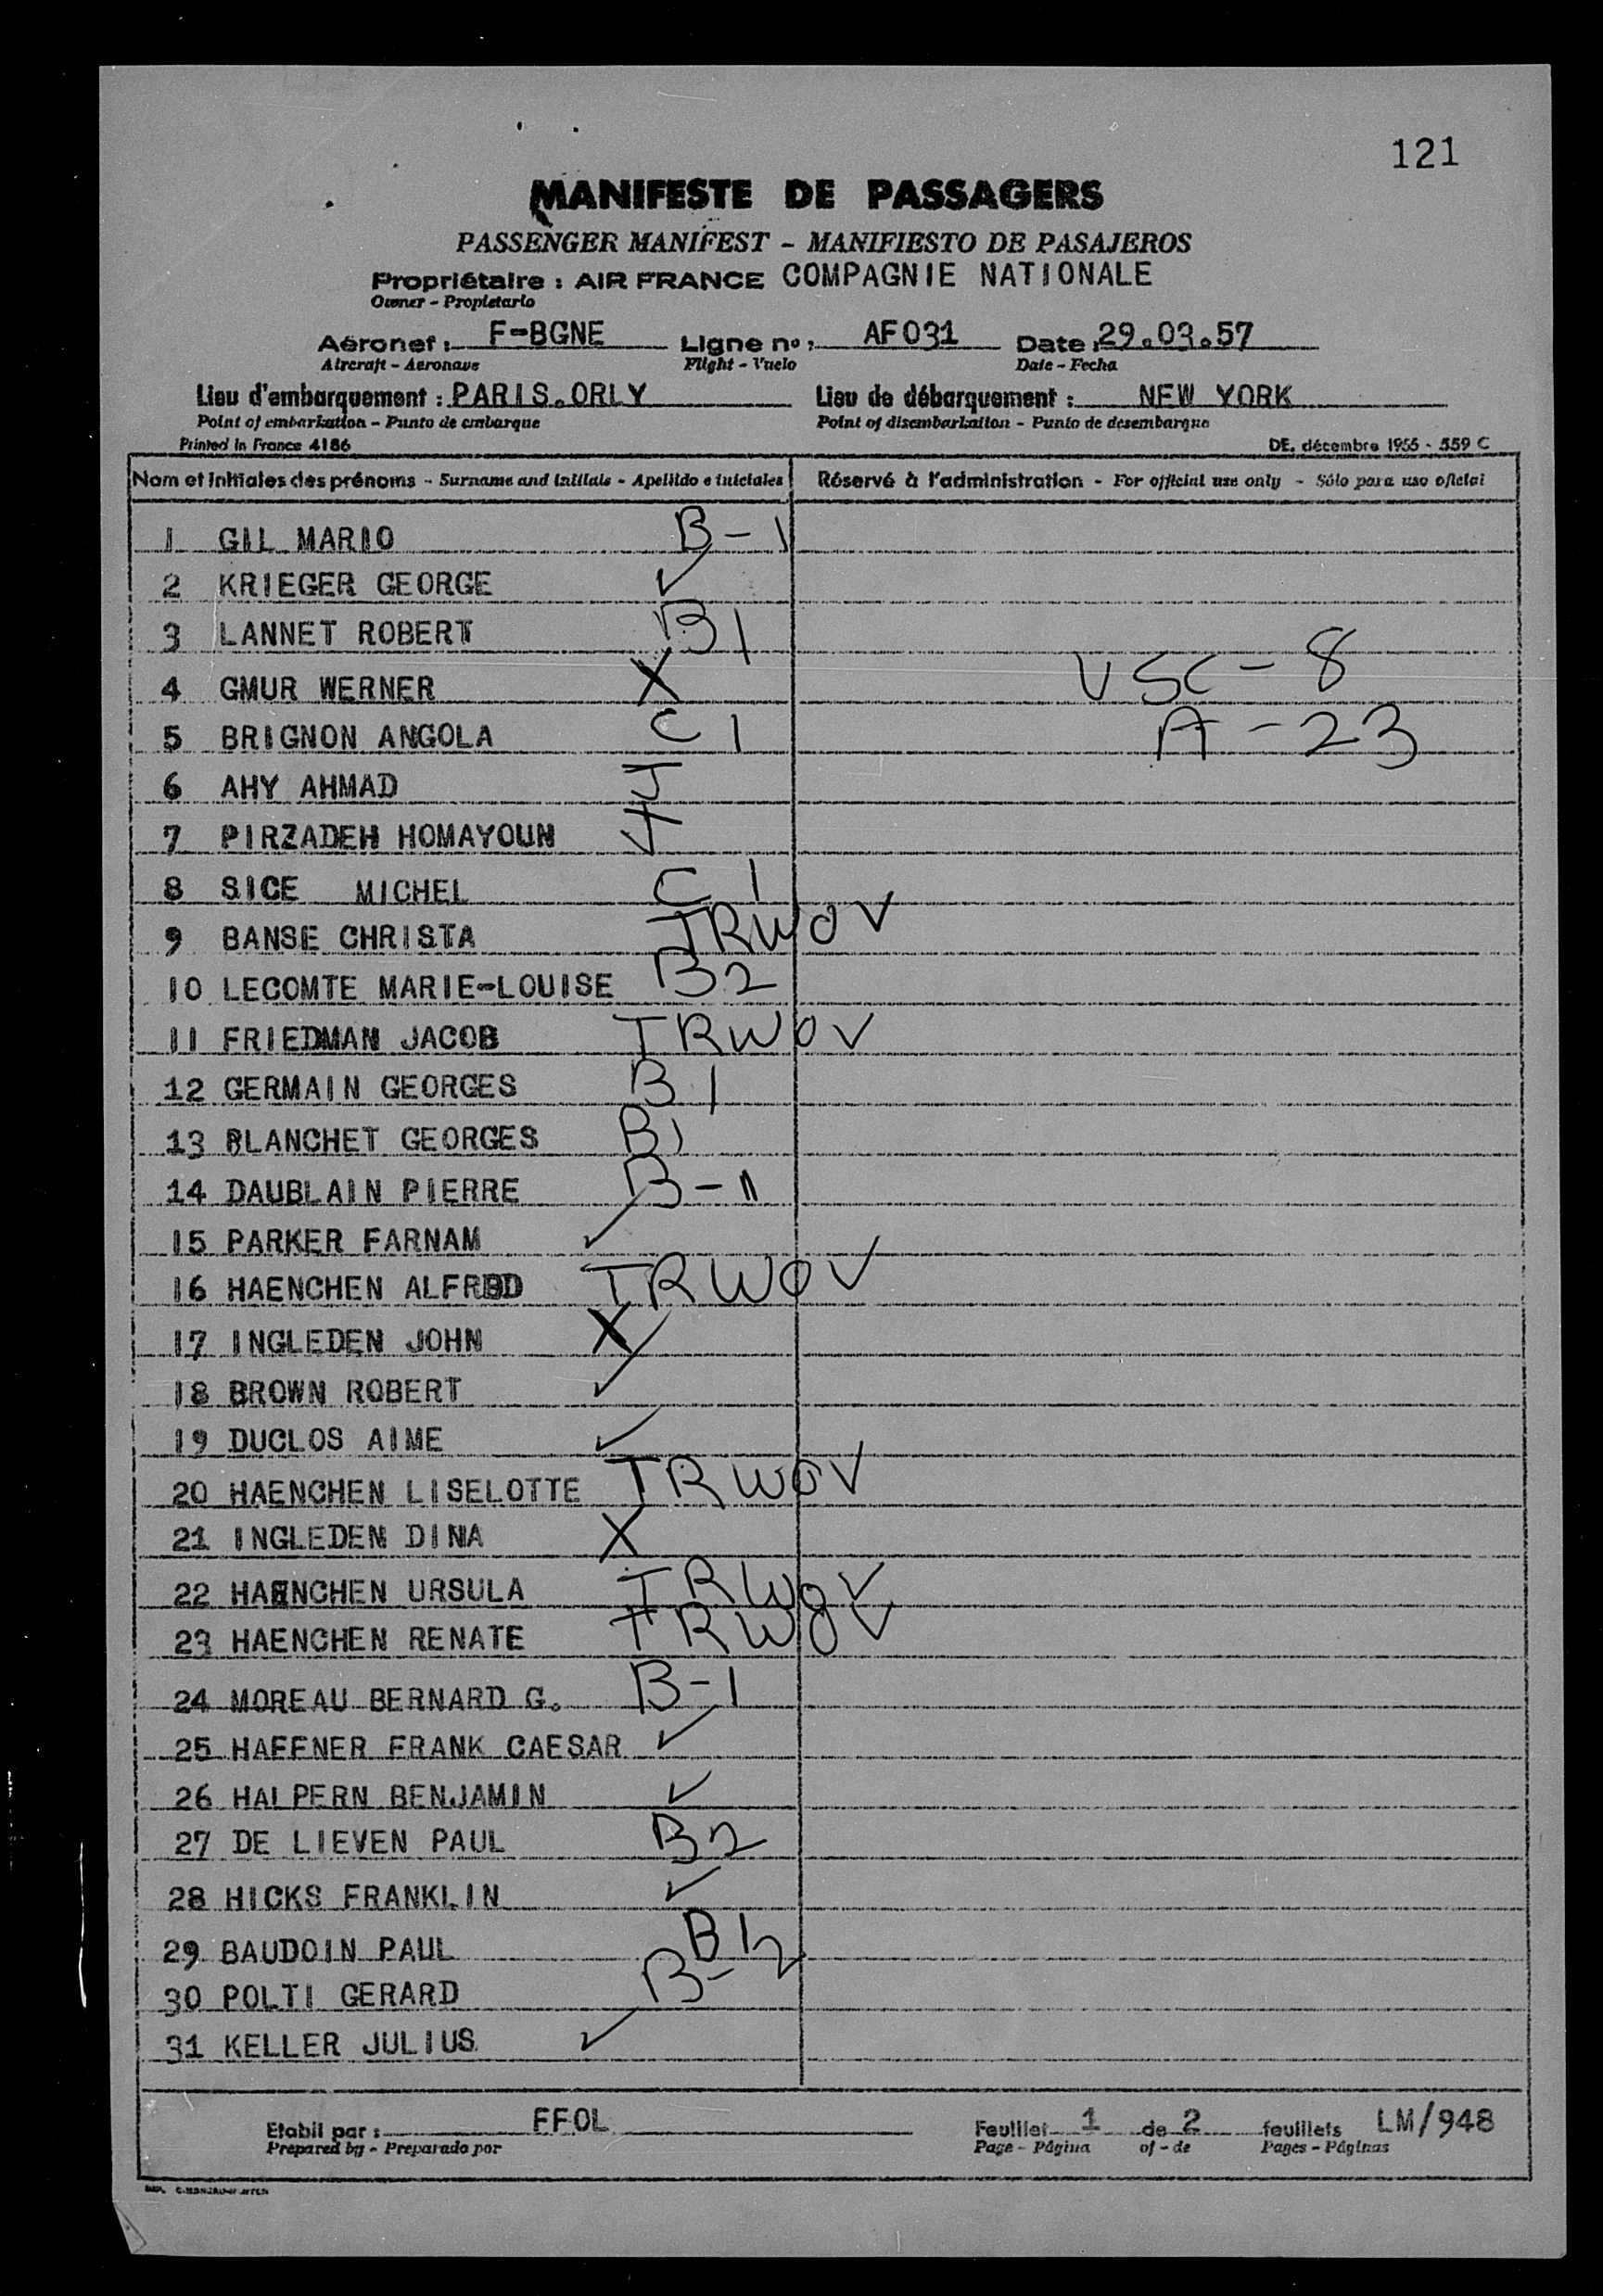 121
MANIFESTE DE PASSAGERS
PASSENGER MANIFEST - MANIFIESTO DE PASAJEROS
Propriétaire : AIR FRANCE COMPAGNIE NATIONALE
Owner - Propietario
Aéronef : F-BGNE Ligne nº : AF031 Date : 29.03.57
Aircraft - Aeronave Flight - Vuelo Date - Fecha
Lieu d'embarquement : PARIS.ORLY Lieu de débarquement : NEW YORK
Point of embarkation - Punto de embarque Point of disembarkation - Punto de desembarque
Printed in France 4186 DE. décembre 1955 - 559 C
Nom et initiales des prénoms - Surname and initials - Apellido e iniciales Réservé à l'administration - For official use only - Sólo para uso oficial
1 GIL MARIO B-1
2 KRIEGER GEORGE ✓
3 LANNET ROBERT B1
4 GMUR WERNER X USC-8
5 BRIGNON ANGOLA C1 A-23
6 AHY AHMAD J
7 PIRZADEH HOMAYOUN
8 SICE MICHEL C1
9 BANSE CHRISTA TRWOV
10 LECOMTE MARIE-LOUISE B2
11 FRIEDMAN JACOB TRWOV
12 GERMAIN GEORGES B1
13 BLANCHET GEORGES B1
14 DAUBLAIN PIERRE B-1
15 PARKER FARNAM ✓
16 HAENCHEN ALFRED TRWOV
17 INGLEDEN JOHN X
18 BROWN ROBERT ✓
19 DUCLOS AIME ✓
20 HAENCHEN LISELOTTE TRWOV
21 INGLEDEN DINA X
22 HAENCHEN URSULA TRWOV
23 HAENCHEN RENATE TRWOV
24 MOREAU BERNARD G. B-1
25 HAFFNER FRANK CAESAR ✓
26 HALPERN BENJAMIN ✓
27 DE LIEVEN PAUL B2
28 HICKS FRANKLIN ✓
29 BAUDOIN PAUL B1
30 POLTI GERARD B-2
31 KELLER JULIUS ✓
Etabli par : FFOL Feuillet 1 de 2 feuillets LM/948
Prepared by - Preparado por Page - Página of - de Pages - Páginas